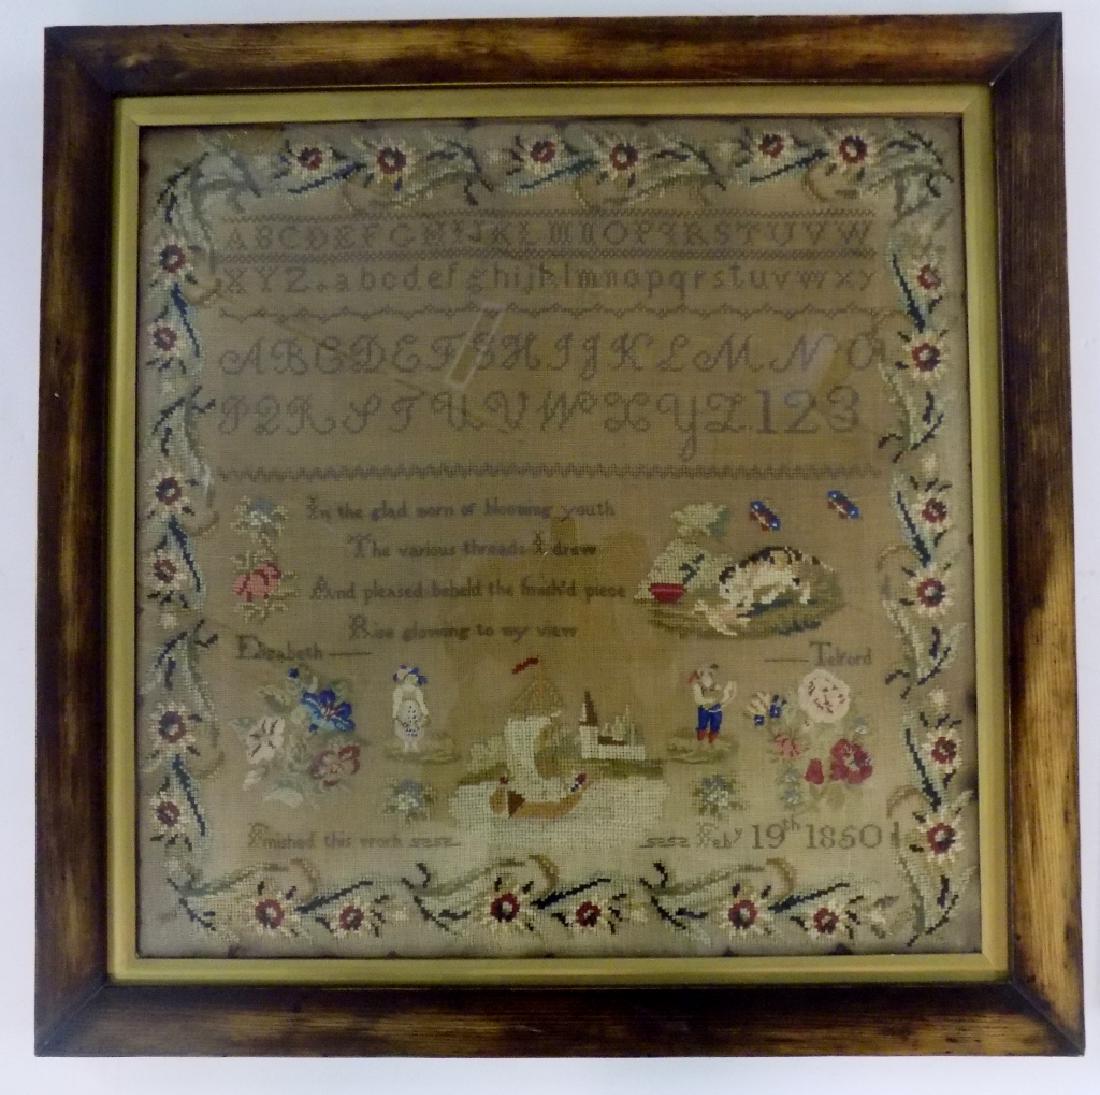 ABCDEFGHIJKLMNOPQRSTUVW
XYZ.abcdefghijklmnopqrstuvwxy
ABCDEFGHIJKLMNO
PQRSTUVWXYZ123
In the glad morn of blooming youth
The various threads I drew
And pleased beheld the finish'd piece
Rise glowing to my view
Elizabeth — — Telford
Finished this work Feby 19th 1850